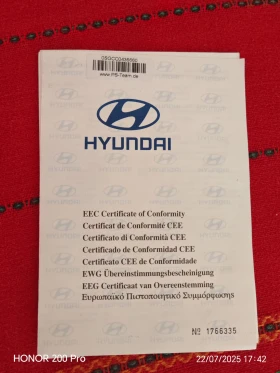 www.PB-Team.de
HYUNDAI
EEC Certificate of Conformity
Certificat de Conformité CEE
Certificato di Conformità CEE
Certificado de Conformidad CEE
Certificato CEE de Conformidade
EWG Übereinstimmungsbescheinigung
EEG Certificaat van Overeenstemming
Ευρωπαϊκό Πιστοποιητικό Συμμόρφωσης
Nº 1766335
HONOR 200 Pro
22/07/2025 17:42